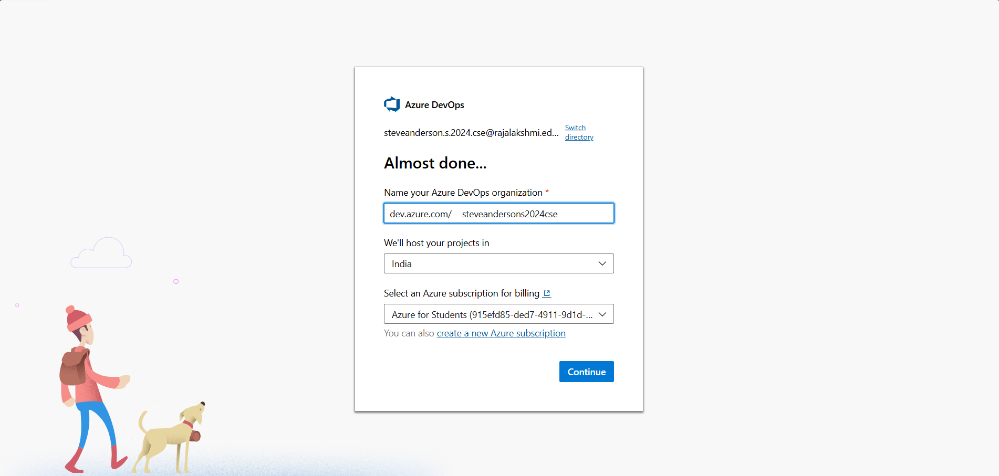 Azure DevOps
steveanderson.s.2024.cse@rajalakshmi.ed...
Switch
directory
Almost done...
Name your Azure DevOps organization *
dev.azure.com/ steveandersons2024cse
We'll host your projects in
India
Select an Azure subscription for billing
Azure for Students (915efd85-ded7-4911-9d1d-...
You can also create a new Azure subscription
Continue